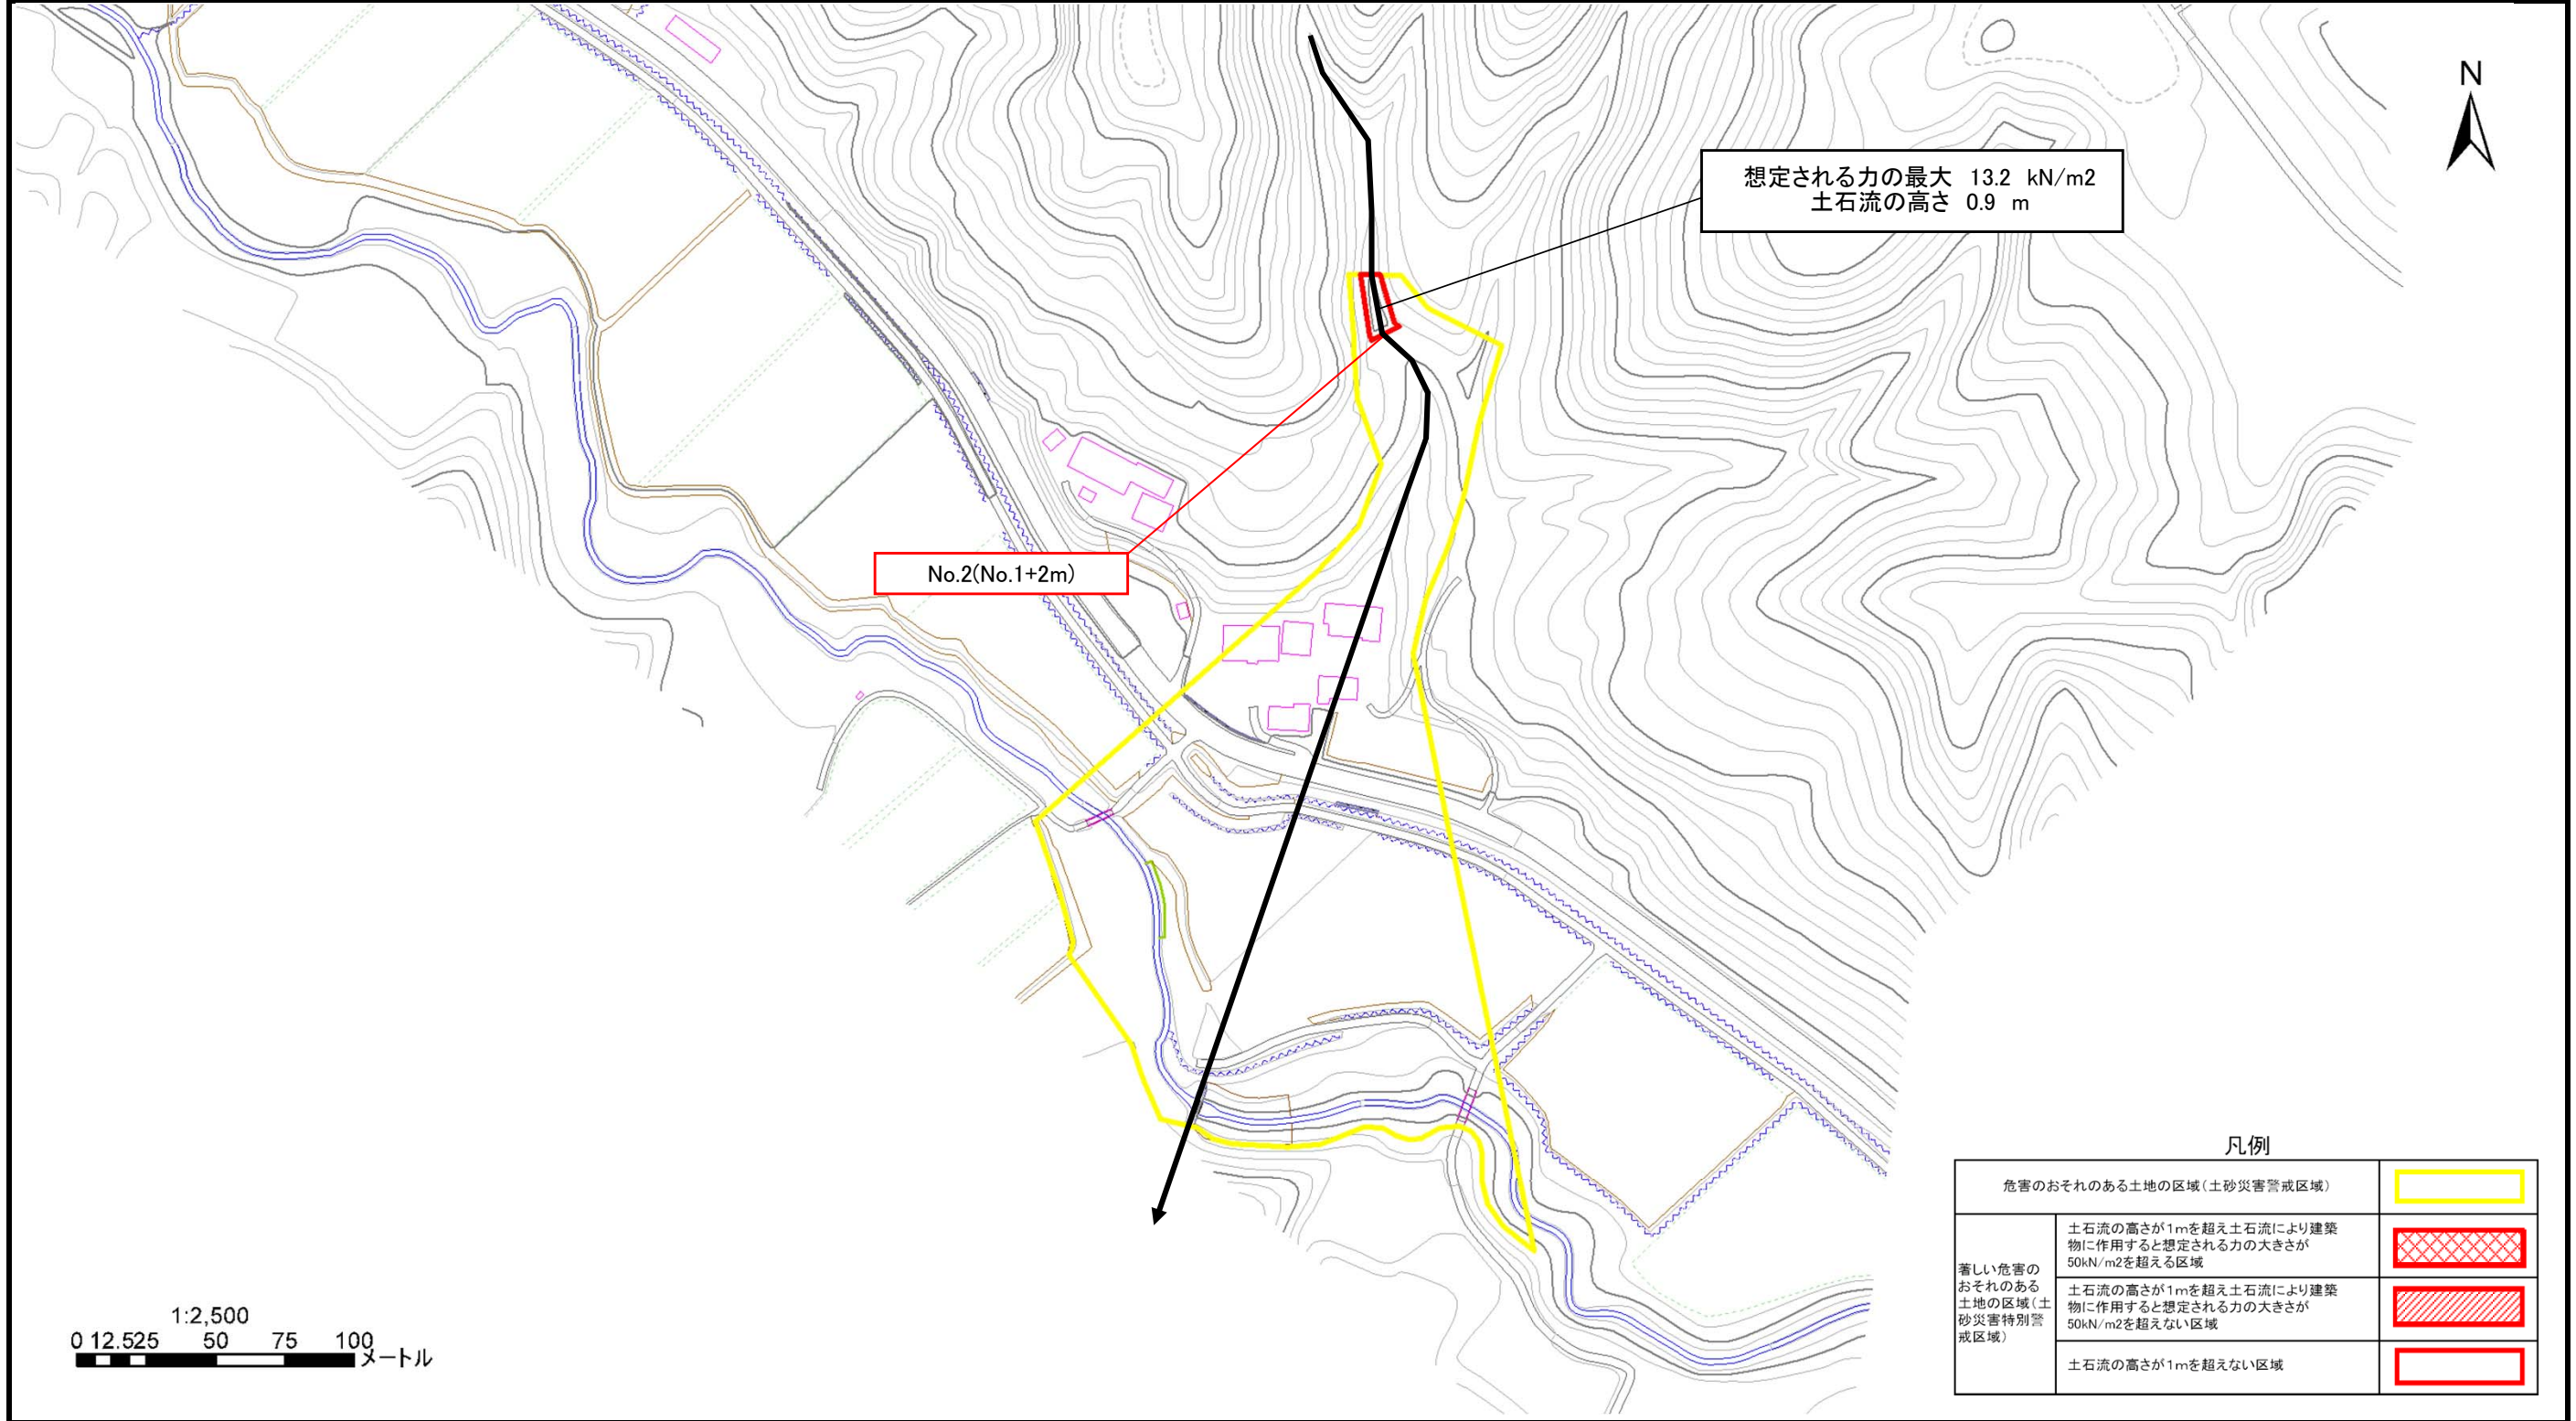 N
想定される力の最大 13.2 kN/m2
土石流の高さ 0.9 m
No.2(No.1+2m)
凡例
危害のおそれのある土地の区域(土砂災害警戒区域)
著しい危害の
おそれのある
土地の区域(土
砂災害特別警
戒区域)
土石流の高さが1mを超え土石流により建築
物に作用すると想定される力の大きさが
50kN/m2を超える区域
土石流の高さが1mを超え土石流により建築
物に作用すると想定される力の大きさが
50kN/m2を超えない区域
土石流の高さが1mを超えない区域
1:2,500
0 12.525 50 75 100
メートル